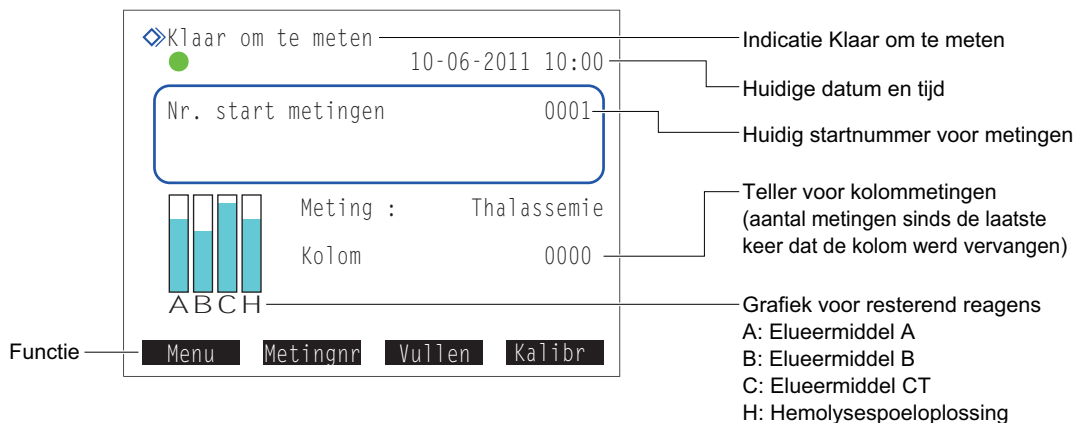 Klaar om te meten
10-06-2011 10:00
Nr. start metingen 0001
Meting : Thalassemie
Kolom 0000
A B C H
Functie
Menu Metingnr Vullen Kalibr
Indicatie Klaar om te meten
Huidige datum en tijd
Huidig startnummer voor metingen
Teller voor kolommetingen
(aantal metingen sinds de laatste
keer dat de kolom werd vervangen)
Grafiek voor resterend reagens
A: Elueermiddel A
B: Elueermiddel B
C: Elueermiddel CT
H: Hemolysespoeloplossing